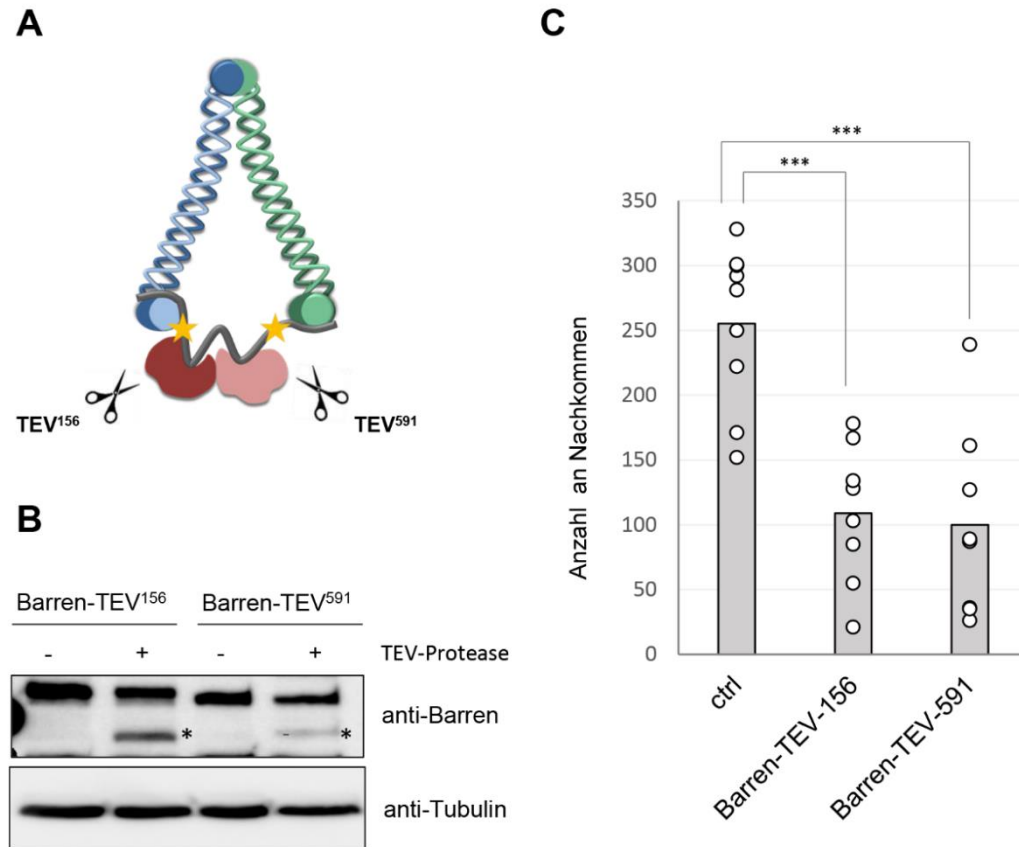 A
TEV156
TEV591
B
Barren-TEV156
Barren-TEV591
-
+
-
+
TEV-Protease
*
-
*
anti-Barren
anti-Tubulin
C
***
***
Anzahl an Nachkommen
350
300
250
200
150
100
50
0
ctrl
Barren-TEV-156
Barren-TEV-591